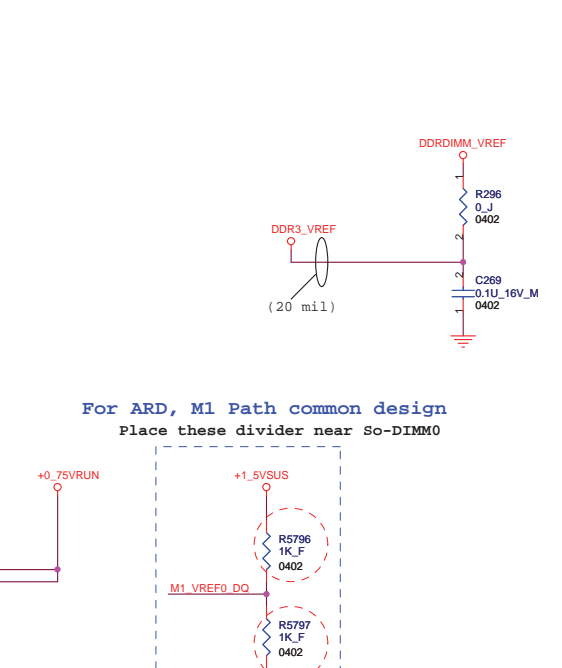 DDRDIMM_VREF
1
R296
0_J
0402
2
DDR3_VREF
(20 mil)
2
C269
0.1U_16V_M
0402
1
For ARD, M1 Path common design
Place these divider near So-DIMM0
+0_75VRUN
+1_5VSUS
R5796
1K_F
0402
M1_VREF0_DQ
R5797
1K_F
0402